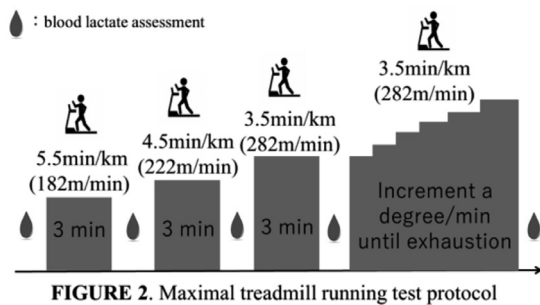 : blood lactate assessment
3.5min/km
(282m/min)
3.5min/km
(282m/min)
4.5min/km
(222m/min)
5.5min/km
(182m/min)
3 min
3 min
3 min
Increment a
degree/min
until exhaustion
FIGURE 2. Maximal treadmill running test protocol